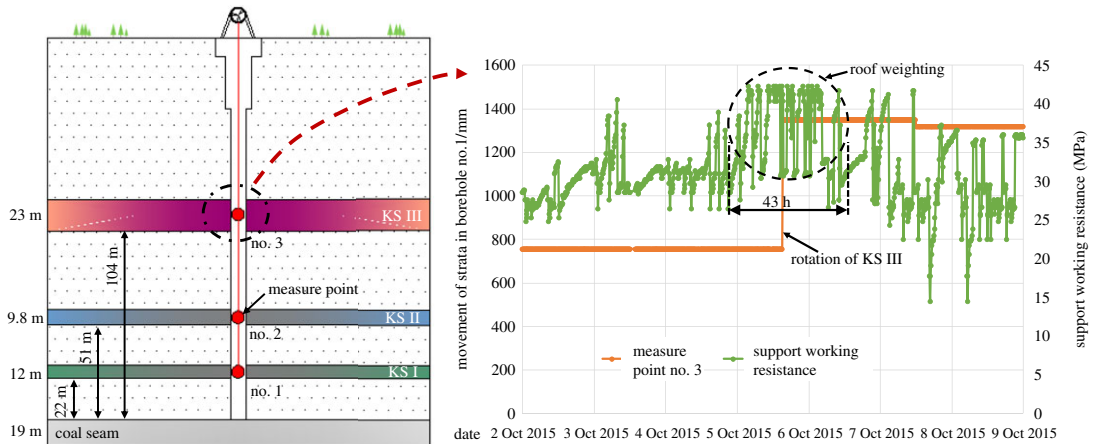 23 m
KS III
no. 3
104 m
measure point
9.8 m
KS II
51 m
no. 2
12 m
KS I
22 m
no. 1
19 m
coal seam
movement of strata in borehole no.1/mm
1600
1400
1200
1000
800
600
400
200
0
roof weighting
43 h
rotation of KS III
measure
point no. 3
support working
resistance
45
40
35
30
25
20
15
10
5
0
support working resistance (MPa)
date
2 Oct 2015
3 Oct 2015
4 Oct 2015
5 Oct 2015
6 Oct 2015
7 Oct 2015
8 Oct 2015
9 Oct 2015